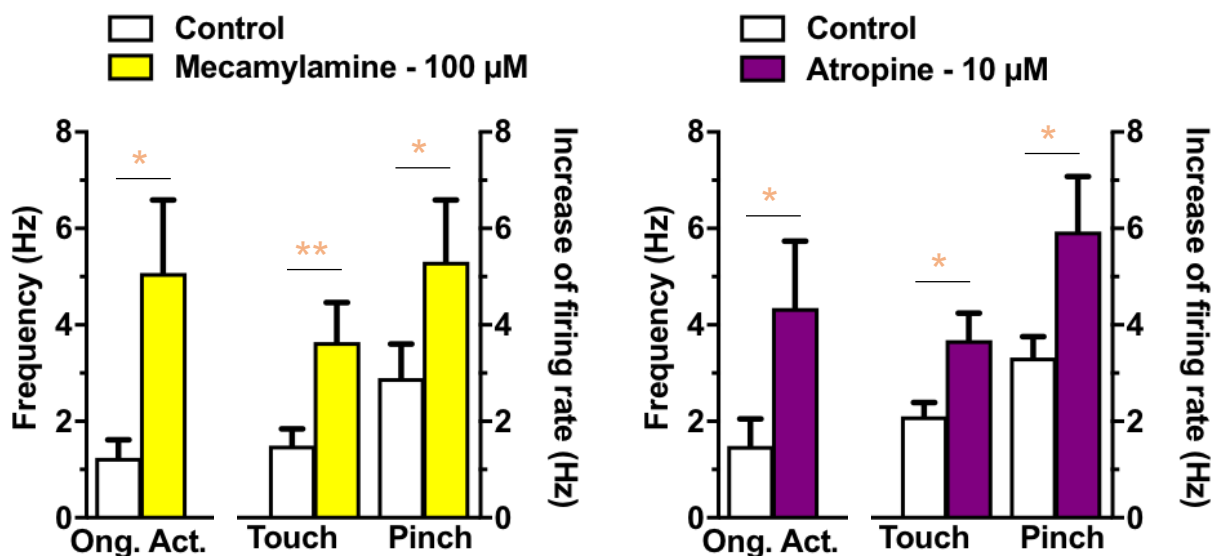 Control
Mecamylamine - 100 µM
Frequency (Hz)
8
6
4
2
0
*
**
*
8
6
4
2
0
Increase of firing rate (Hz)
Ong. Act.
Touch
Pinch
Control
Atropine - 10 µM
Frequency (Hz)
8
6
4
2
0
*
*
*
8
6
4
2
0
Increase of firing rate (Hz)
Ong. Act.
Touch
Pinch